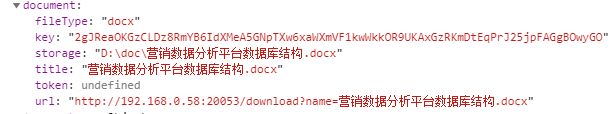 document:
fileType: "docx"
key: "2gJReaOKGzCLDz8RmYB6IdXMeA5GNpTXw6xaWXmVF1kwWkkOR9UKAxGzRKmDtEqPrJ25jpFAGgBOwyGO"
storage: "D:\doc\营销数据分析平台数据库结构.docx"
title: "营销数据分析平台数据库结构.docx"
token: undefined
url: "http://192.168.0.58:20053/download?name=营销数据分析平台数据库结构.docx"